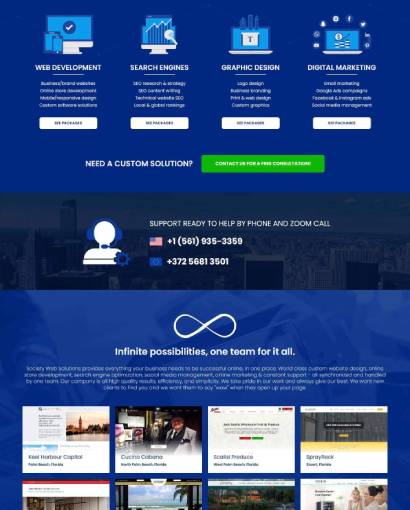 WEB DEVELOPMENT
Business/brand websites
Online store development
Mobile/responsive design
Custom software solutions
SEE PACKAGES
SEARCH ENGINES
SEO research & strategy
SEO content writing
Technical website SEO
Local & global rankings
SEE PACKAGES
GRAPHIC DESIGN
Logo design
Business branding
Print & web design
Custom graphics
SEE PACKAGES
DIGITAL MARKETING
Email marketing
Google Ads campaigns
Facebook & Instagram ads
Social media management
SEE PACKAGES
NEED A CUSTOM SOLUTION?
CONTACT US FOR A FREE CONSULTATION!
SUPPORT READY TO HELP BY PHONE AND ZOOM CALL
+1 (561) 935-3359
+372 5681 3501
Infinite possibilities, one team for it all.
Society Web Solutions provides everything your business needs to be successful online, in one place. World class custom website design, online
store development, search engine optimization, social media management, online marketing & constant support - all synchronized and handled
by one team. Our company is all high quality results, efficiency, and simplicity. We take pride in our work and always give our best. We want new
clients to find you and we want them to say "wow" when they open up your page.
Keel Harbour Capital
Palm Beach, Florida
Cucina Cabana
North Palm Beach, Florida
Scalisi Produce
West Palm Beach, Florida
SprayRock
Stuart, Florida